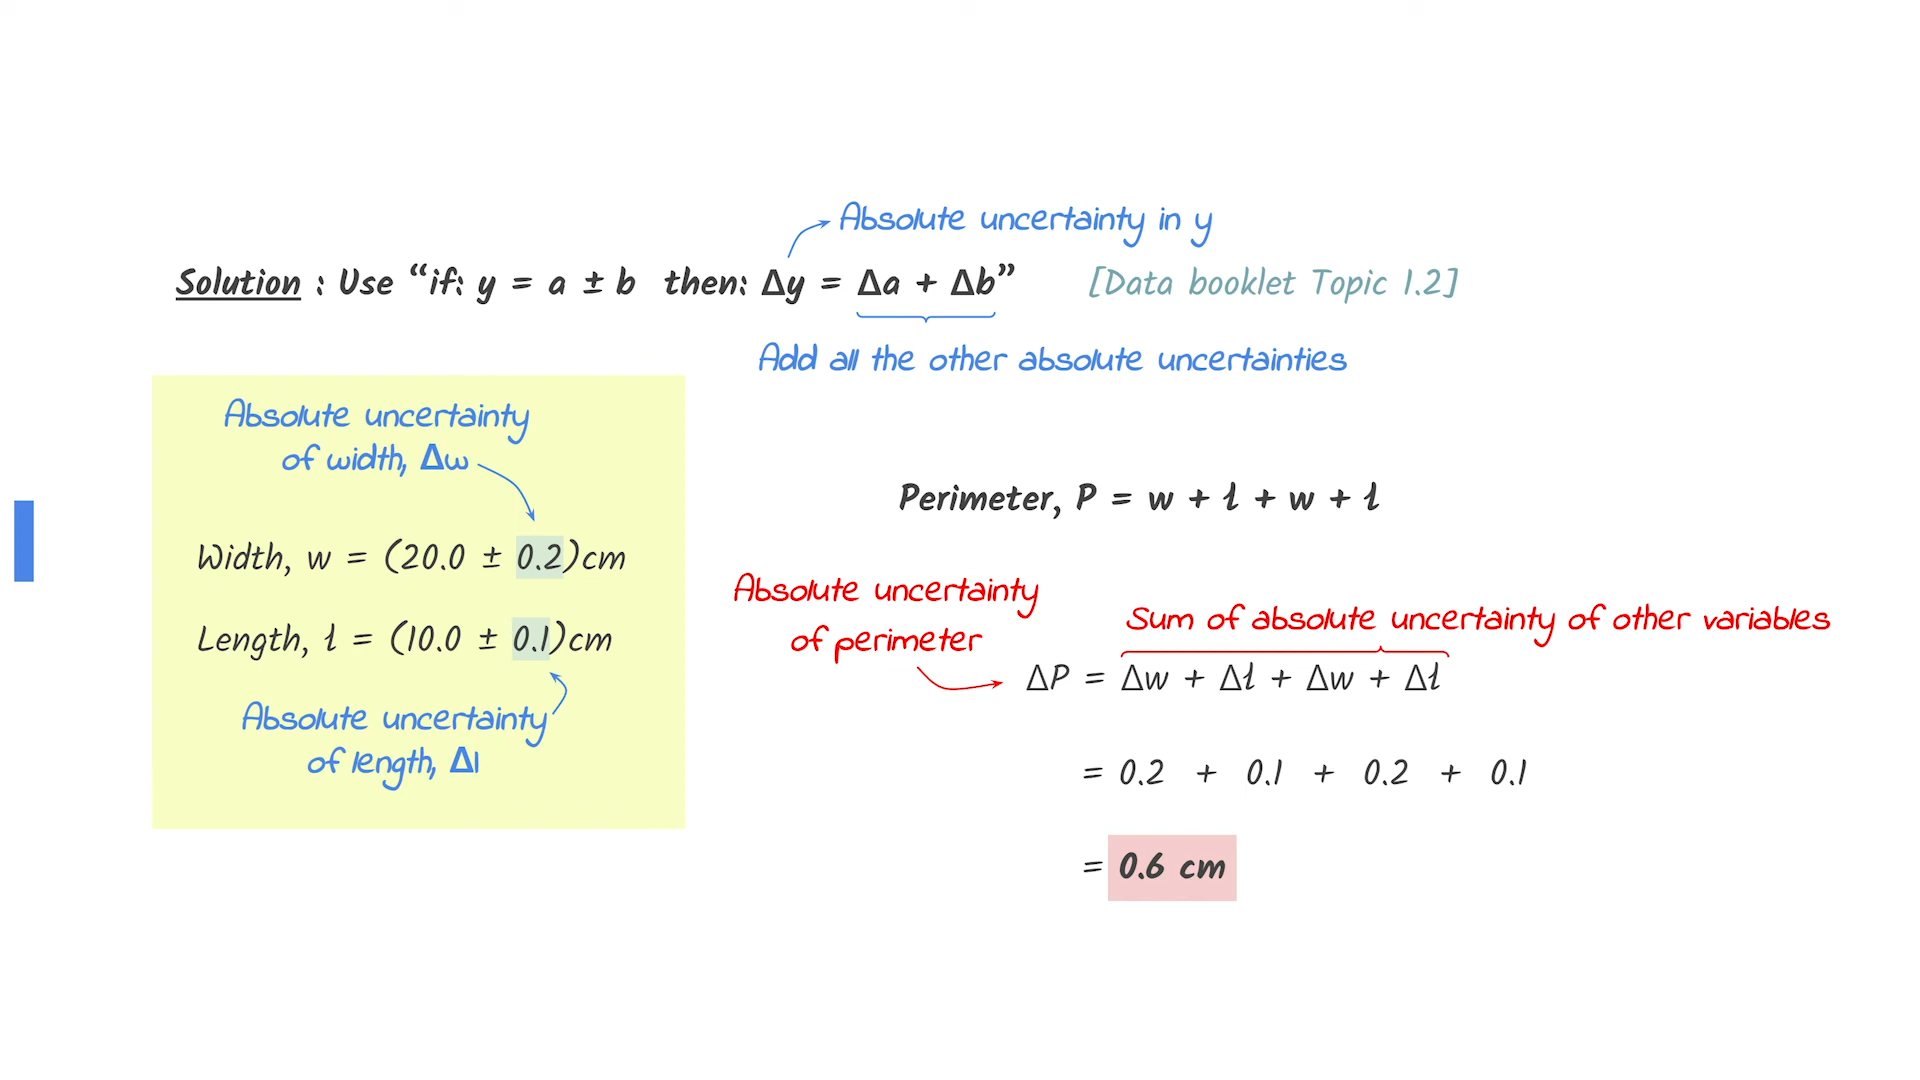 Absolute uncertainty in y
Solution : Use “if: y = a ± b then: Δy = Δa + Δb” [Data booklet Topic 1.2]
Add all the other absolute uncertainties
Absolute uncertainty
of width, Δw
Width, w = (20.0 ± 0.2)cm
Length, l = (10.0 ± 0.1)cm
Absolute uncertainty
of length, Δl
Perimeter, P = w + l + w + l
Absolute uncertainty
of perimeter
Sum of absolute uncertainty of other variables
ΔP = Δw + Δl + Δw + Δl
= 0.2 + 0.1 + 0.2 + 0.1
= 0.6 cm